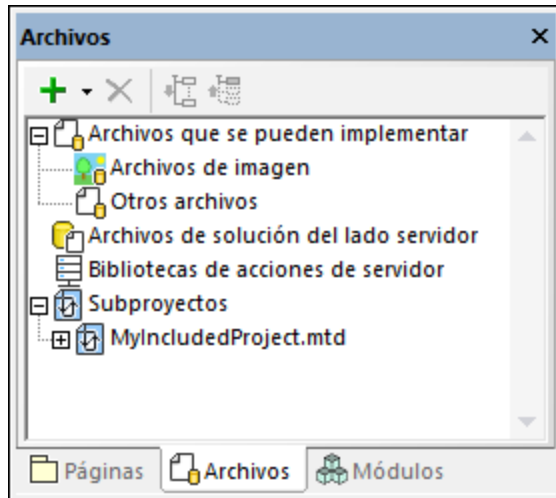 Archivos
Archivos que se pueden implementar
Archivos de imagen
Otros archivos
Archivos de solución del lado servidor
Bibliotecas de acciones de servidor
Subproyectos
MyIncludedProject.mtd
Páginas Archivos Módulos